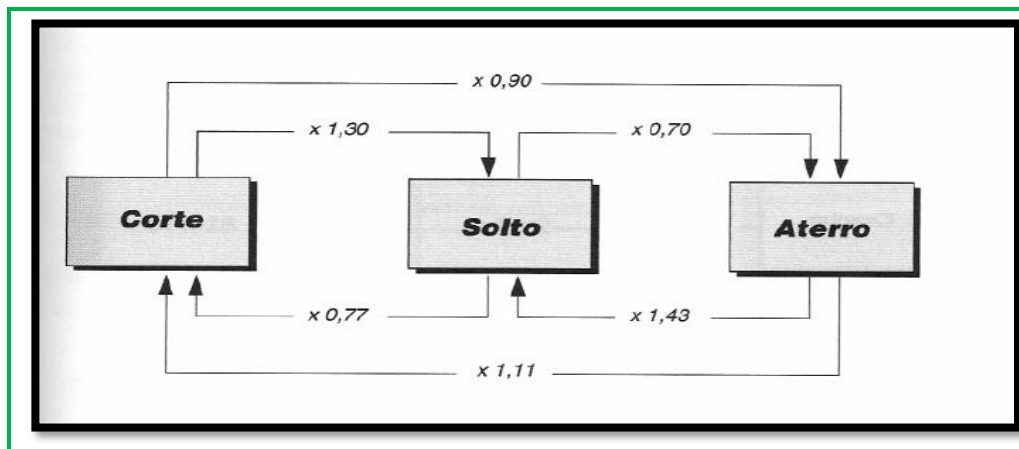 x 0,90
x 1,30
x 0,70
Corte
Solto
Aterro
x 0,77
x 1,43
x 1,11